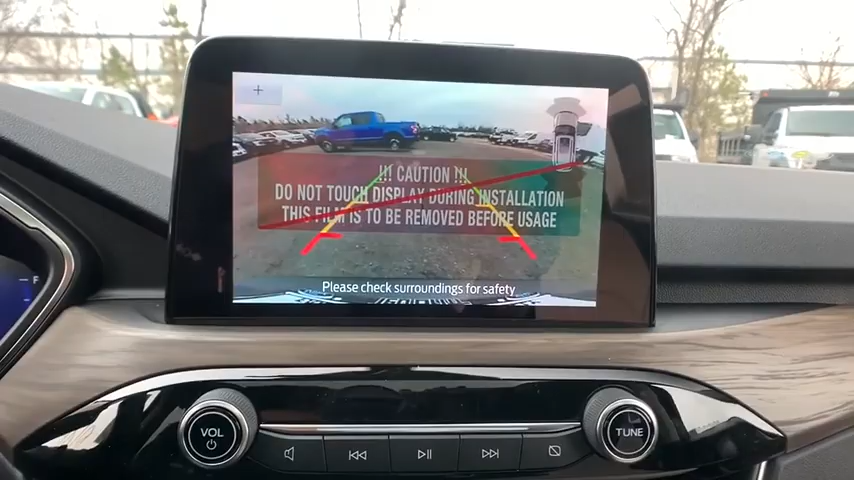 !!! CAUTION !!!
DO NOT TOUCH DISPLAY DURING INSTALLATION
THIS FILM IS TO BE REMOVED BEFORE USAGE
Please check surroundings for safety
VOL
TUNE